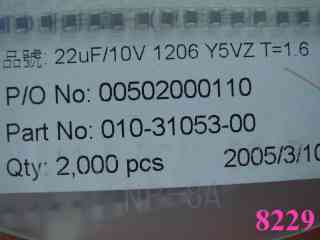 品號: 22uF/10V 1206 Y5VZ T=1.6
P/O No: 00502000110
Part No: 010-31053-00
Qty: 2,000 pcs 2005/3/10
8229